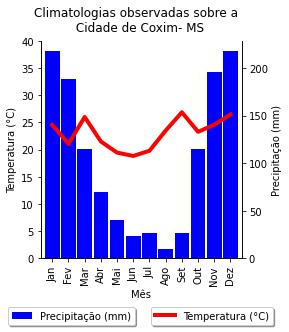 Climatologias observadas sobre a
Cidade de Coxim- MS
Temperatura (°C)
40
35
30
25
20
15
10
5
0
Precipitação (mm)
200
150
100
50
0
Jan
Fev
Mar
Abr
Mai
Jun
Jul
Ago
Set
Out
Nov
Dez
Mês
Precipitação (mm)
Temperatura (°C)